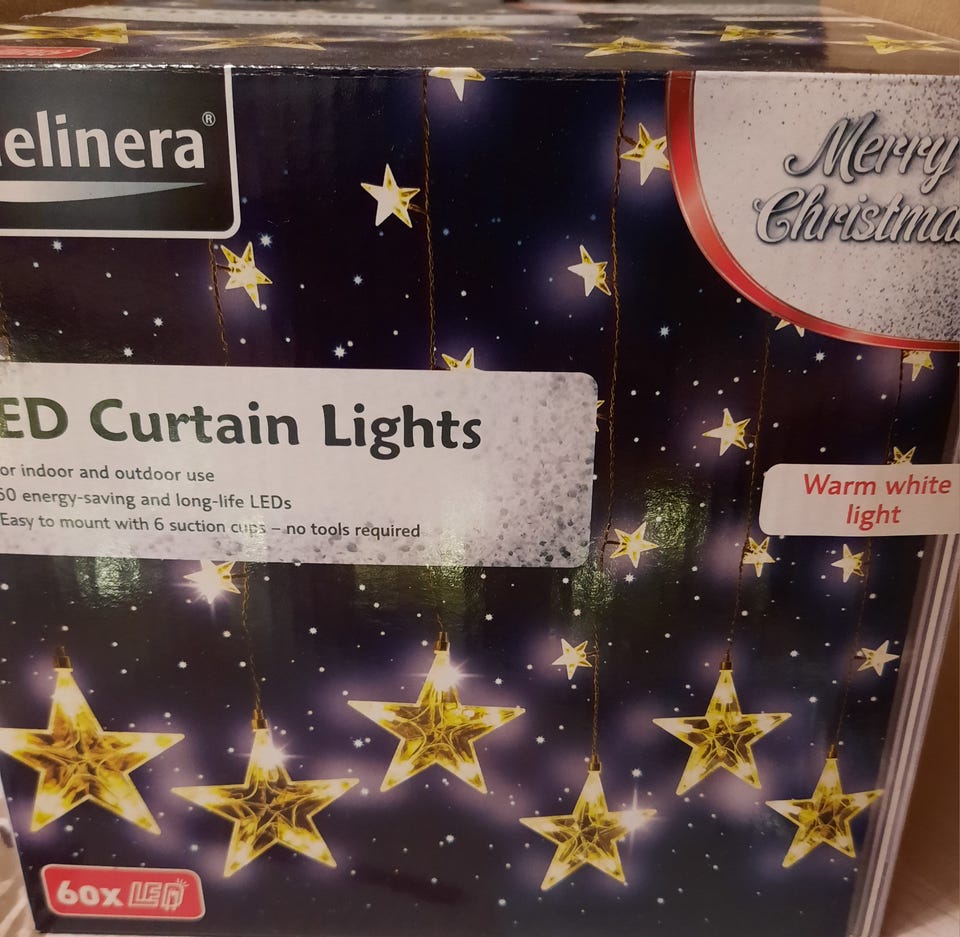 elinera®
Merry
Christma
ED Curtain Lights
or indoor and outdoor use
60 energy-saving and long-life LEDs
Easy to mount with 6 suction cups – no tools required
Warm white
light
60x LED